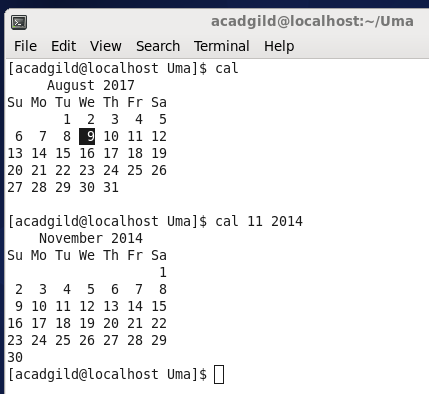 acadgild@localhost:~/Uma
File Edit View Search Terminal Help
[acadgild@localhost Uma]$ cal
     August 2017
Su Mo Tu We Th Fr Sa
       1  2  3  4  5
 6  7  8  9 10 11 12
13 14 15 16 17 18 19
20 21 22 23 24 25 26
27 28 29 30 31
[acadgild@localhost Uma]$ cal 11 2014
    November 2014
Su Mo Tu We Th Fr Sa
                   1
 2  3  4  5  6  7  8
 9 10 11 12 13 14 15
16 17 18 19 20 21 22
23 24 25 26 27 28 29
30
[acadgild@localhost Uma]$